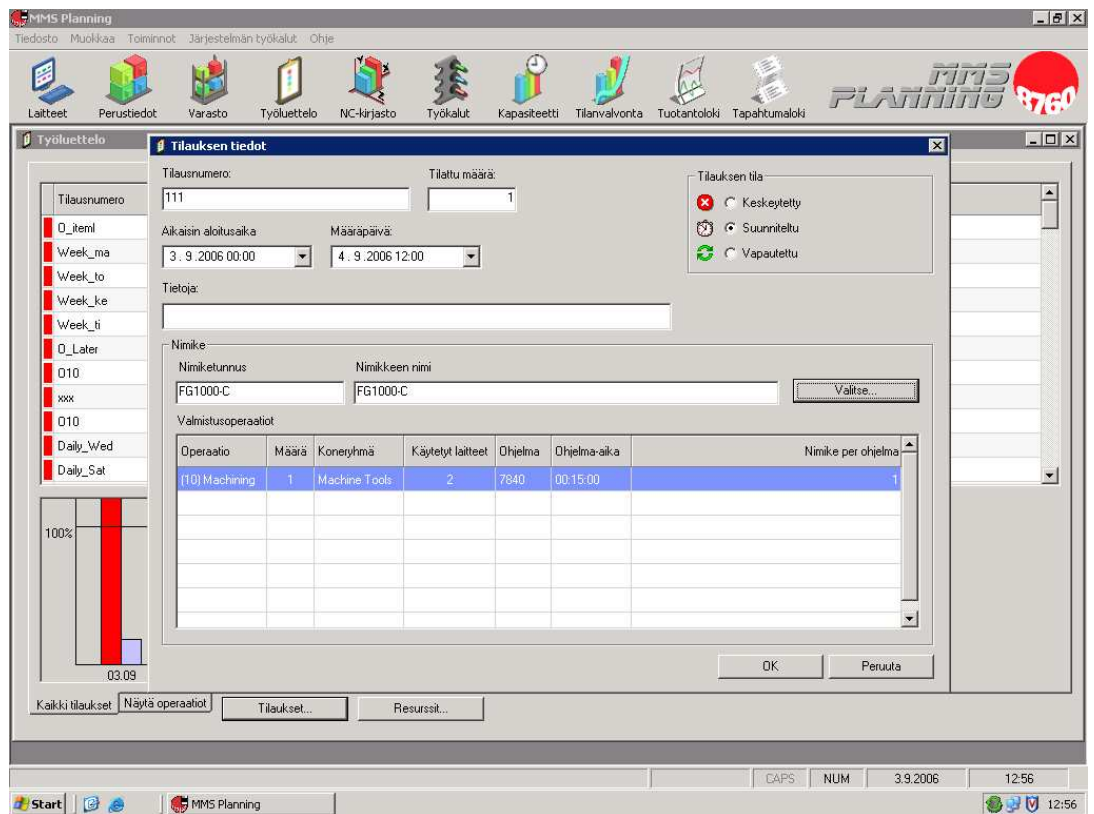 MMS Planning
Tiedosto Muokkaa Toiminnot Järjestelmän työkalut Ohje
Laitteet Perustiedot Varasto Työluettelo NC-kirjasto Työkalut Kapasiteetti Tilanvalvonta Tuotantoloki Tapahtumaloki
MMS PLANNING 8760
Työluettelo
Tilauksen tiedot
Tilausnumero: Tilattu määrä: Tilauksen tila
111 1
Keskeytetty
Suunniteltu
Vapautettu
Aikaisin aloitusaika Määräpäivä:
3 . 9 .2006 00:00 4 . 9 .2006 12:00
Tietoja:
Nimike
Nimiketunnus Nimikkeen nimi
FG1000-C FG1000-C Valitse...
Valmistusoperaatiot
Operaatio Määrä Koneryhmä Käytetyt laitteet Ohjelma Ohjelma-aika Nimike per ohjelma
(10) Machining 1 Machine Tools 2 7840 00:15:00 1
OK Peruuta
Tilausnumero
O_iteml
Week_ma
Week_to
Week_ke
Week_ti
O_Later
O10
xxx
O10
Daily_Wed
Daily_Sat
100%
03.09
Kaikki tilaukset Näytä operaatiot Tilaukset... Resurssit...
CAPS NUM 3.9.2006 12:56
Start MMS Planning 12:56